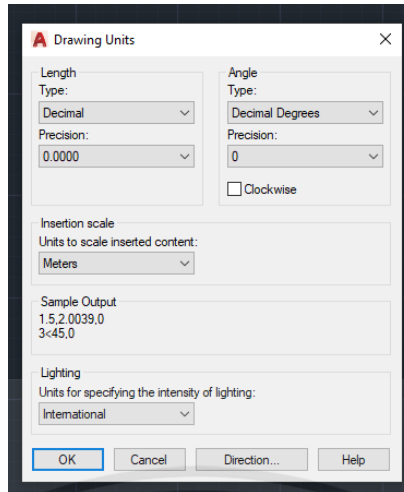 Drawing Units
Length
Type:
Decimal
Precision:
0.0000
Angle
Type:
Decimal Degrees
Precision:
0
Clockwise
Insertion scale
Units to scale inserted content:
Meters
Sample Output
1.5,2.0039,0
3<45,0
Lighting
Units for specifying the intensity of lighting:
International
OK Cancel Direction... Help